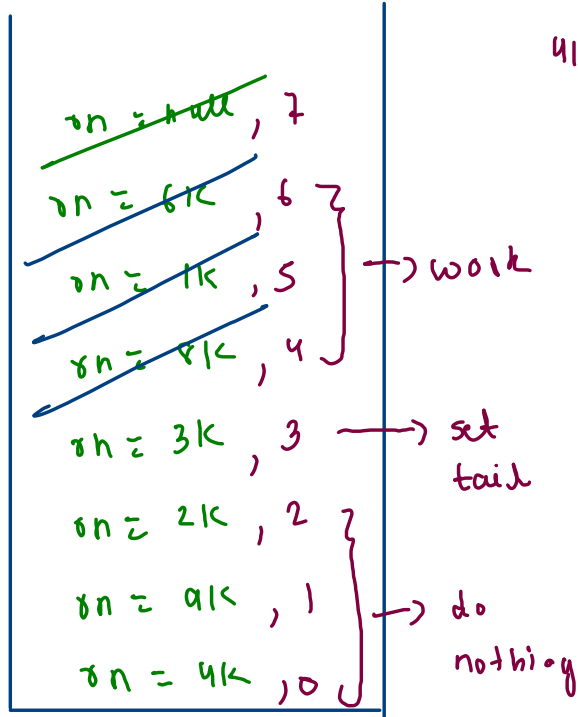 41
rn = null, 7
rn = 6K, 6
rn = 1K, 5
→ work
rn = 8K, 4
rn = 3K, 3 → set
tail
rn = 2K, 2
rn = 9K, 1 → do
nothing
rn = 4K, 0